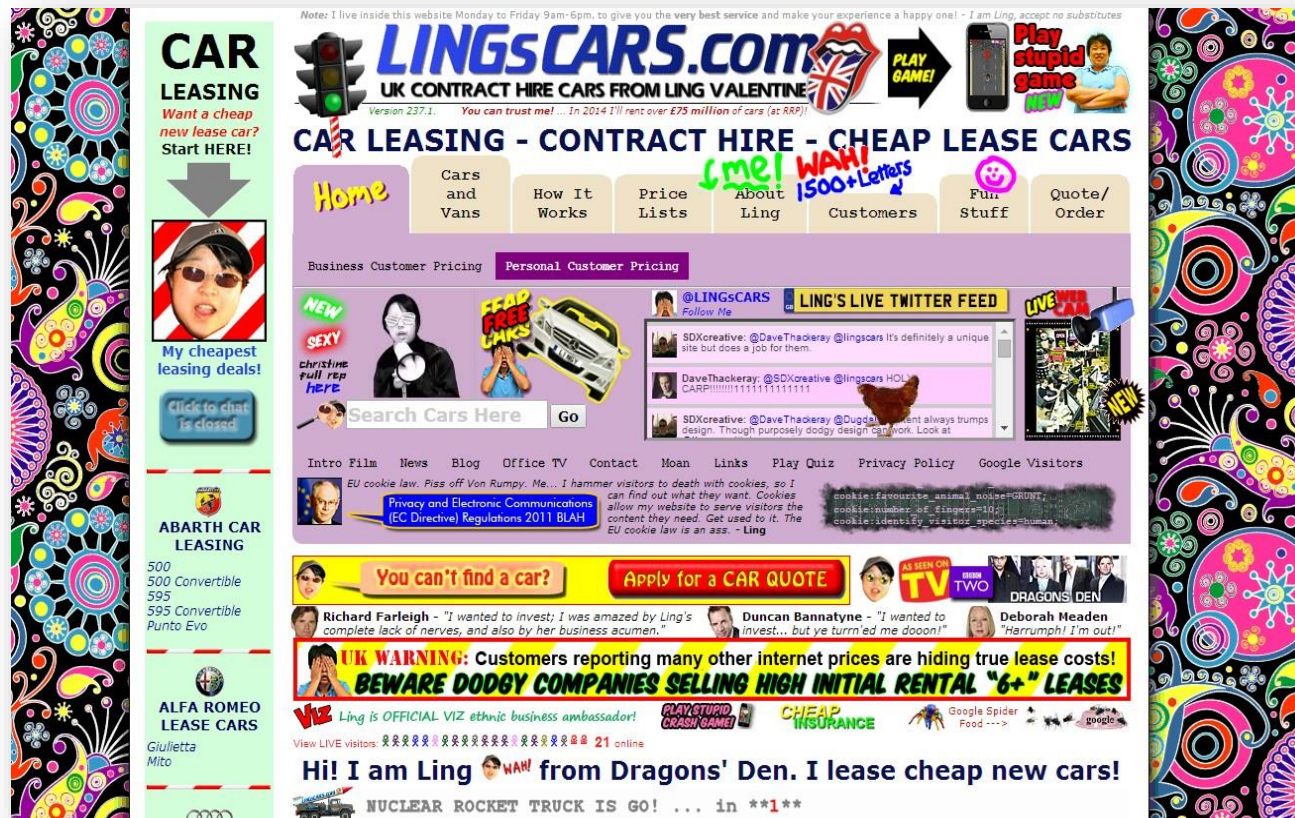 Note: I live inside this website Monday to Friday 9am-6pm, to give you the very best service and make your experience a happy one! - I am Ling, accept no substitutes
CAR
LEASING
Want a cheap
new lease car?
Start HERE!
My cheapest
leasing deals!
Click to chat
is closed
ABARTH CAR
LEASING
500
500 Convertible
595
595 Convertible
Punto Evo
ALFA ROMEO
LEASE CARS
Giulietta
Mito
LINGsCARS.com
UK CONTRACT HIRE CARS FROM LING VALENTINE
PLAY
GAME!
Play
stupid
game
NEW
Version 237.1. You can trust me! ... In 2014 I'll rent over £75 million of cars (at RRP)!
CAR LEASING - CONTRACT HIRE - CHEAP LEASE CARS
me!
WAH!
1500+ Letters
Home
Cars
and
Vans
How It
Works
Price
Lists
About
Ling
Customers
Fun
Stuff
Quote/
Order
Business Customer Pricing Personal Customer Pricing
NEW
SEXY
christine
full rep
here
FREE
Search Cars Here Go
@LINGsCARS
Follow Me
GB LING'S LIVE TWITTER FEED
LIVE WEB
CAM
NEW
SDXcreative: @DaveThackeray @lingscars It's definitely a unique
site but does a job for them.
DaveThackeray: @SDXcreative @lingscars HOLY
CARP!!!!!!!!1111111111111
SDXcreative: @DaveThackeray always trumps
design. Though purposely dodgy design can work. Look at
Intro Film News Blog Office TV Contact Moan Links Play Quiz Privacy Policy Google Visitors
EU cookie law. Piss off Von Rumpy. Me... I hammer visitors to death with cookies, so I
can find out what they want. Cookies
allow my website to serve visitors the
content they need. Get used to it. The
EU cookie law is an ass. - Ling
Privacy and Electronic Communications
(EC Directive) Regulations 2011 BLAH
cookie:favourite_animal_noise=GRUNT;
cookie:number_of_fingers=10;
cookie:identify_visitor_species=human;
You can't find a car? Apply for a CAR QUOTE
AS SEEN ON
TV
BBC
TWO
DRAGONS' DEN
Richard Farleigh - "I wanted to invest; I was amazed by Ling's
complete lack of nerves, and also by her business acumen."
Duncan Bannatyne - "I wanted to
invest... but ye turrn'ed me dooon!"
Deborah Meaden
"Harrumph! I'm out!"
UK WARNING: Customers reporting many other internet prices are hiding true lease costs!
BEWARE DODGY COMPANIES SELLING HIGH INITIAL RENTAL "6+" LEASES
VIZ Ling is OFFICIAL VIZ ethnic business ambassador!
PLAY STUPID
CRASH GAME!
CHEAP
INSURANCE
Google Spider
Food --->
google
View LIVE visitors: 21 online
Hi! I am Ling WAH! from Dragons' Den. I lease cheap new cars!
NUCLEAR ROCKET TRUCK IS GO! ... in **1**